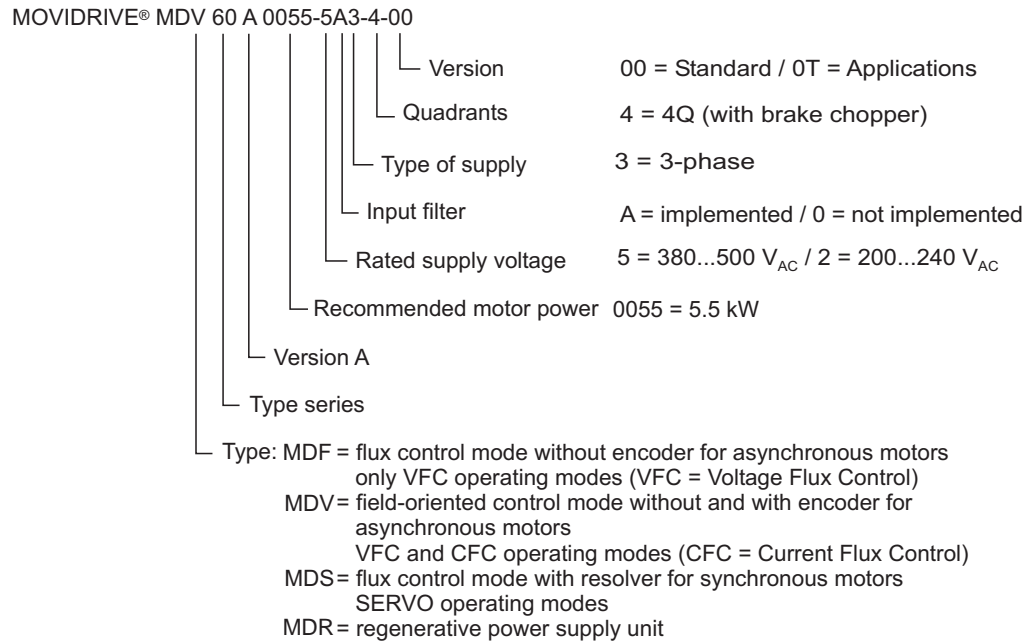 MOVIDRIVE® MDV 60 A 0055-5A3-4-00
Version 00 = Standard / 0T = Applications
Quadrants 4 = 4Q (with brake chopper)
Type of supply 3 = 3-phase
Input filter A = implemented / 0 = not implemented
Rated supply voltage 5 = 380...500 VAC / 2 = 200...240 VAC
Recommended motor power 0055 = 5.5 kW
Version A
Type series
Type: MDF = flux control mode without encoder for asynchronous motors
only VFC operating modes (VFC = Voltage Flux Control)
MDV = field-oriented control mode without and with encoder for
asynchronous motors
VFC and CFC operating modes (CFC = Current Flux Control)
MDS = flux control mode with resolver for synchronous motors
SERVO operating modes
MDR = regenerative power supply unit